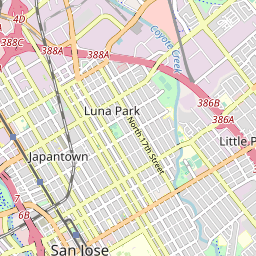 4D
388C
388A
388A
Coyote
Creek
386B
386A
Luna Park
North 17th Street
Little P
Japantown
7
6B
San Jose